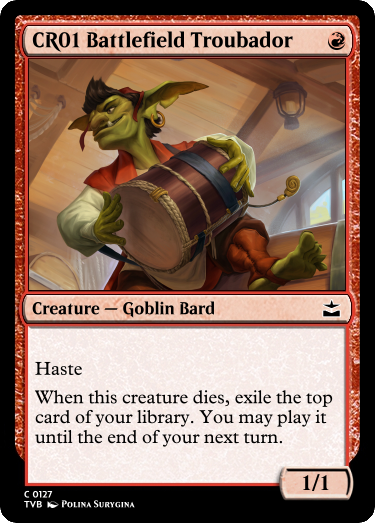 CR01 Battlefield Troubador
Creature — Goblin Bard
Haste
When this creature dies, exile the top
card of your library. You may play it
until the end of your next turn.
1/1
C 0127
TVB Polina Surygina